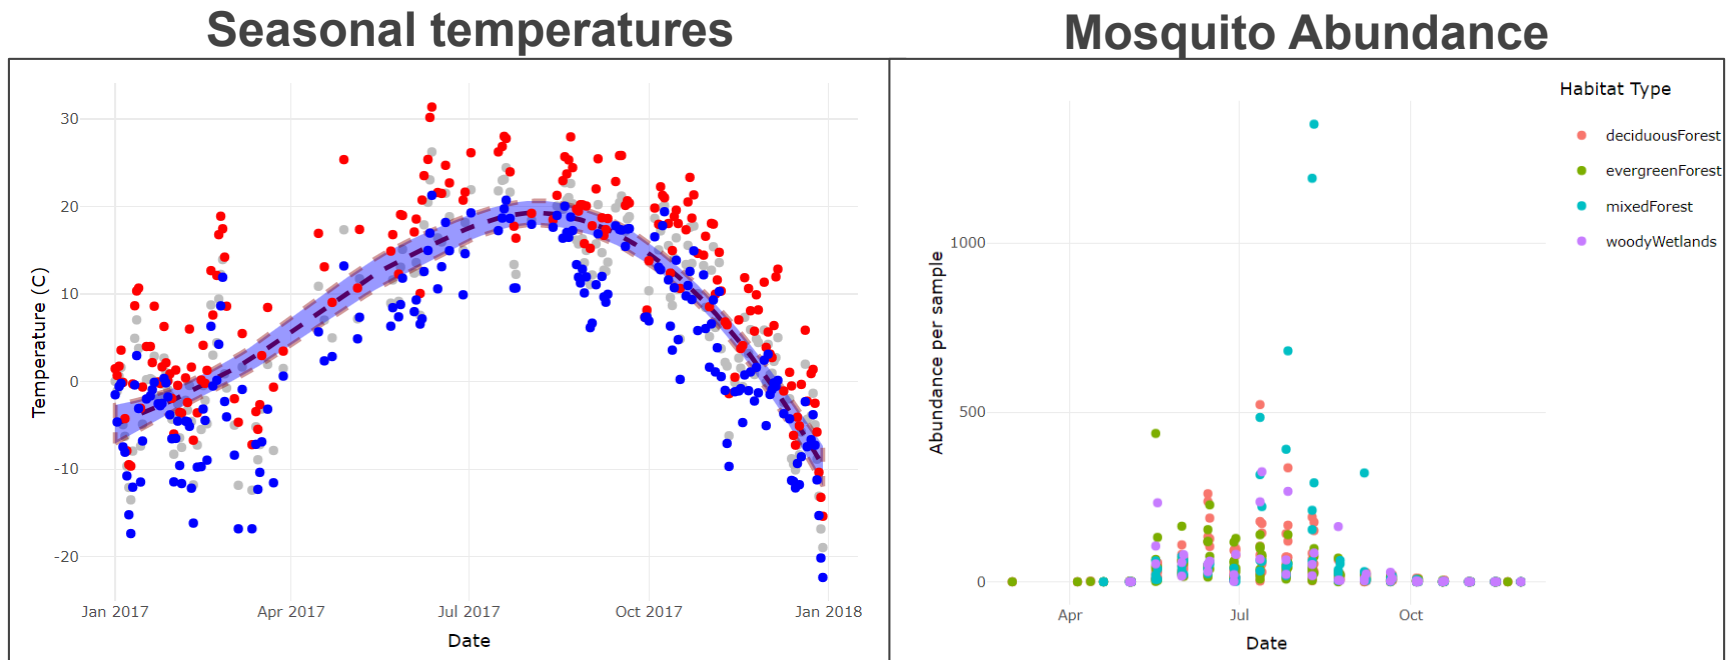 Seasonal temperatures
30
20
10
0
-10
-20
Temperature (C)
Jan 2017
Apr 2017
Jul 2017
Oct 2017
Jan 2018
Date
Mosquito Abundance
1000
500
0
Abundance per sample
Apr
Jul
Oct
Date
Habitat Type
deciduousForest
evergreenForest
mixedForest
woodyWetlands